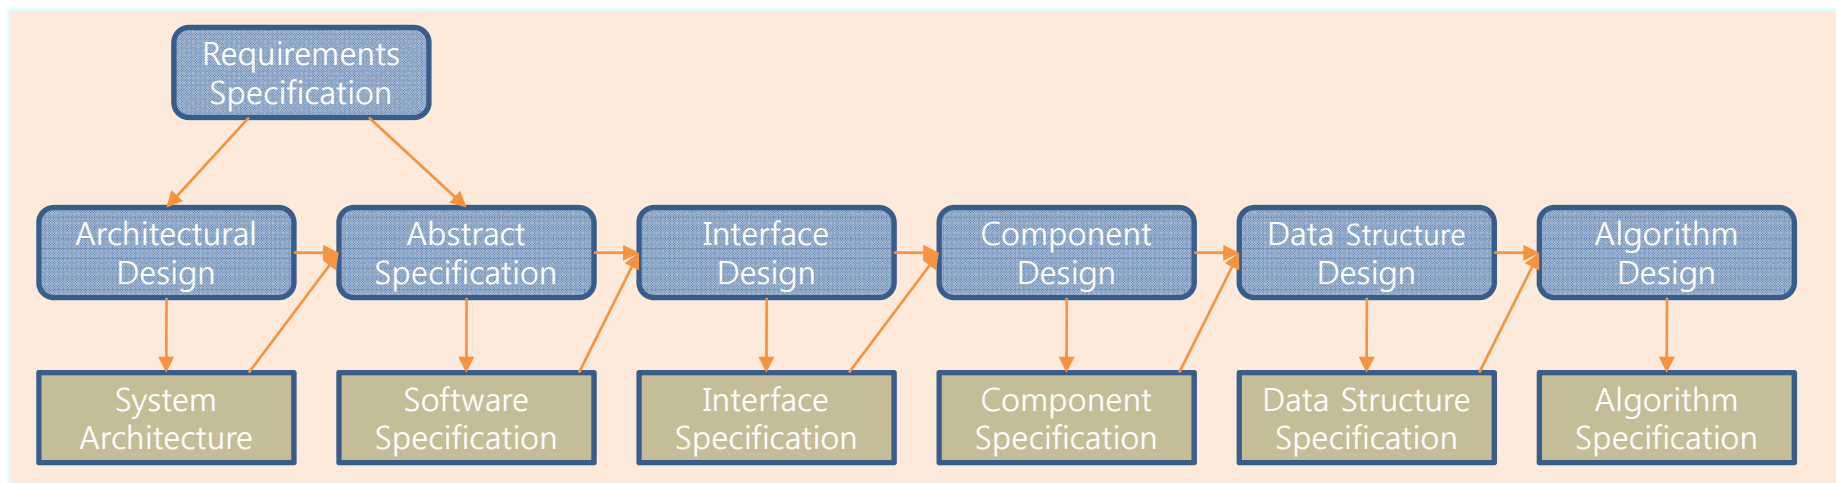 Requirements
Specification
Architectural
Design
Abstract
Specification
Interface
Design
Component
Design
Data Structure
Design
Algorithm
Design
System
Architecture
Software
Specification
Interface
Specification
Component
Specification
Data Structure
Specification
Algorithm
Specification